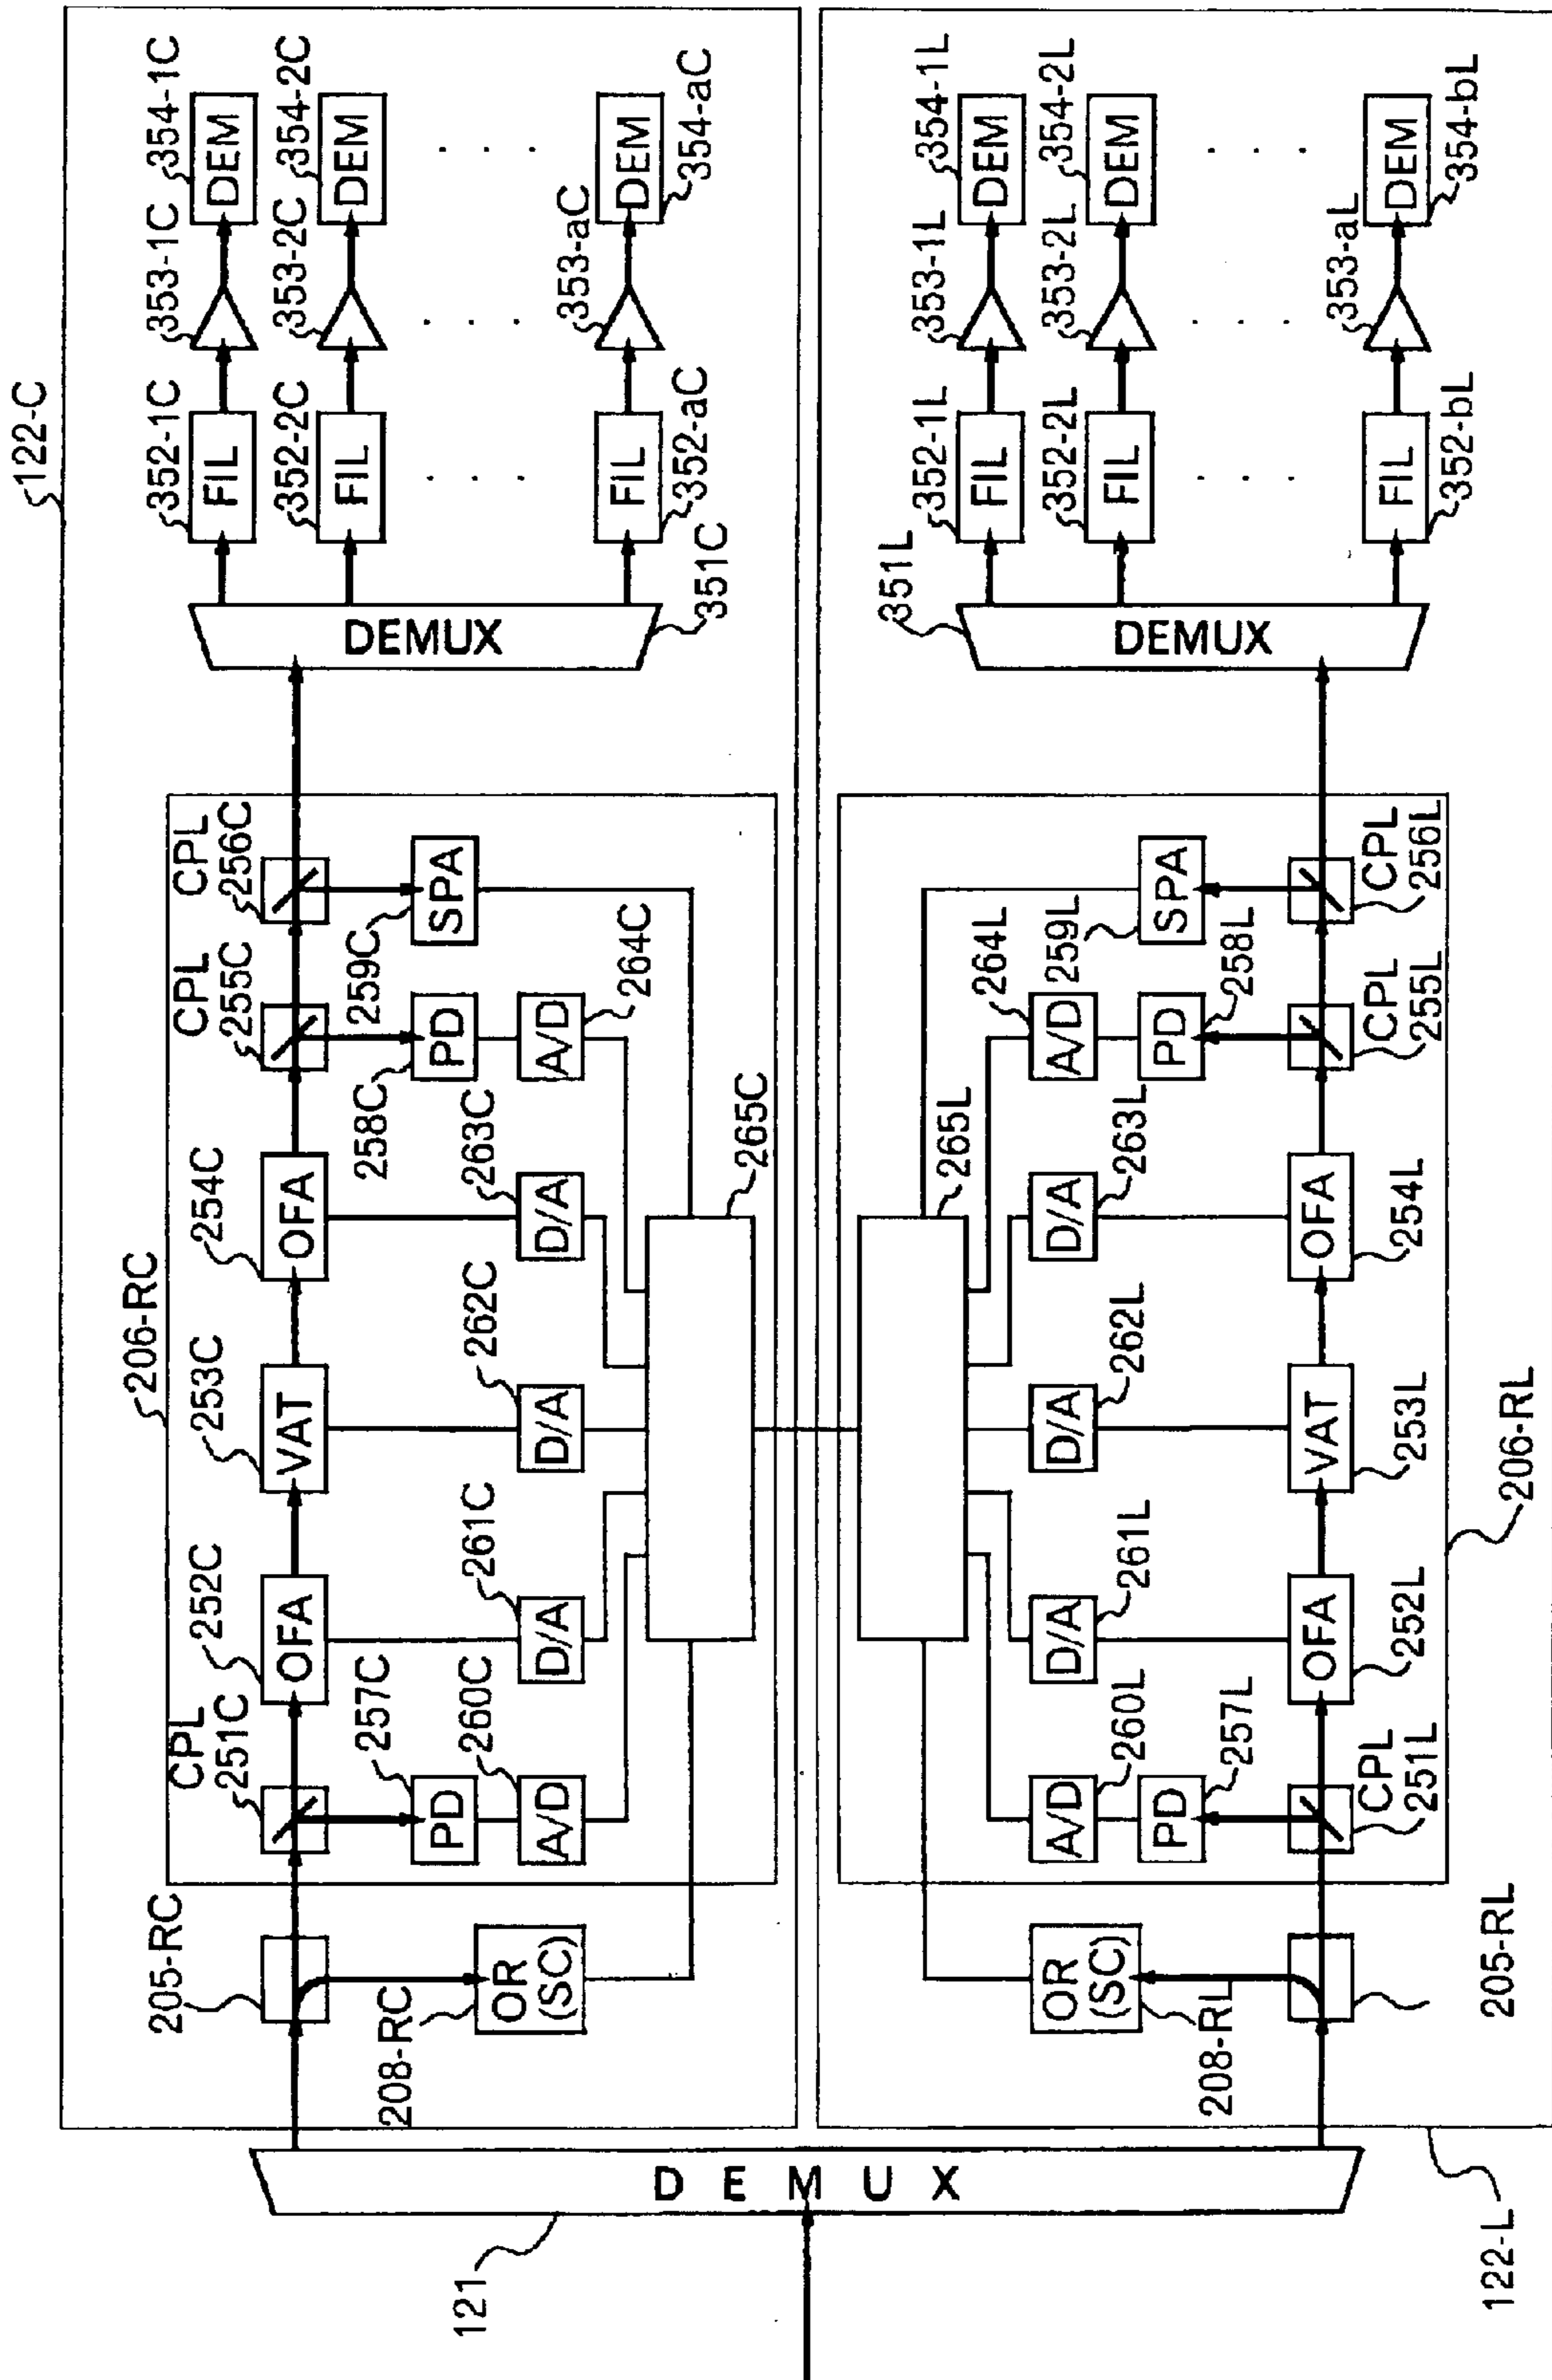 122-C
352-1C
353-1C
354-1C
FIL
DEM
352-2C
353-2C
354-2C
FIL
DEM
353-aC
FIL
DEM
352-aC
354-aC
DEMUX
351C
206-RC
205-RC
CPL
251C
252C
253C
254C
CPL
255C
CPL
256C
OFA
VAT
OFA
257C
258C
259C
PD
PD
SPA
260C
261C
262C
263C
264C
A/D
D/A
D/A
D/A
A/D
208-RC
OR
(SC)
265C
DEMUX
121
265L
OR
(SC)
208-RL
A/D
D/A
D/A
D/A
A/D
260L
261L
262L
263L
264L
PD
PD
SPA
257L
258L
259L
OFA
VAT
OFA
205-RL
CPL
251L
252L
253L
254L
CPL
255L
CPL
256L
206-RL
122-L
351L
DEMUX
352-1L
353-1L
354-1L
FIL
DEM
352-2L
353-2L
354-2L
FIL
DEM
353-aL
FIL
DEM
352-bL
354-bL